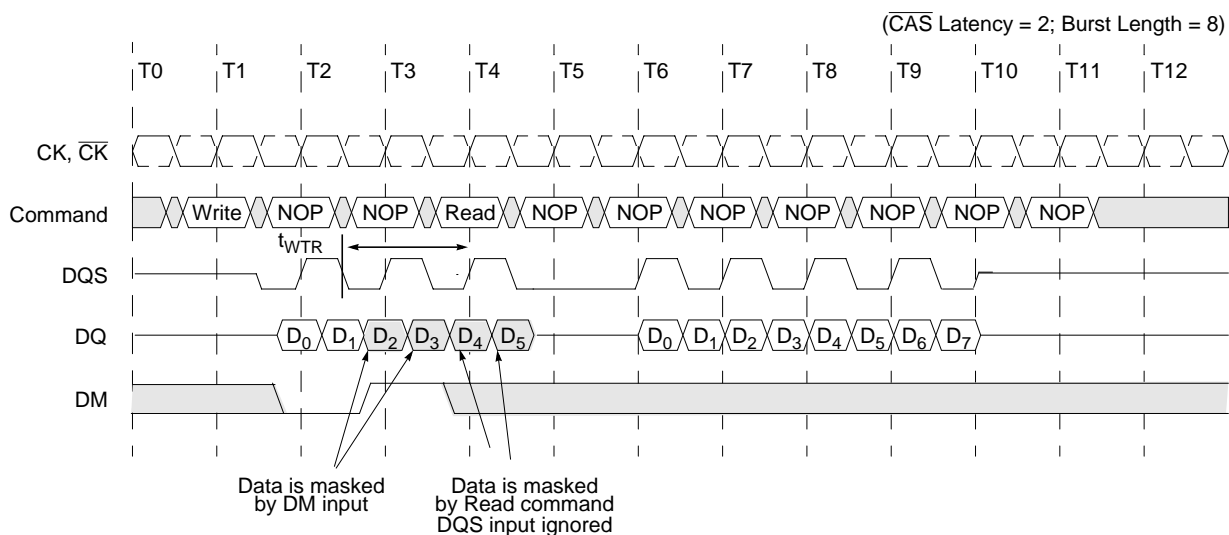 (CAS Latency = 2; Burst Length = 8)
T0 T1 T2 T3 T4 T5 T6 T7 T8 T9 T10 T11 T12
CK, CK
Command Write NOP NOP Read NOP NOP NOP NOP NOP NOP NOP
tWTR
DQS
DQ D0 D1 D2 D3 D4 D5 D0 D1 D2 D3 D4 D5 D6 D7
DM
Data is masked
by DM input
Data is masked
by Read command
DQS input ignored